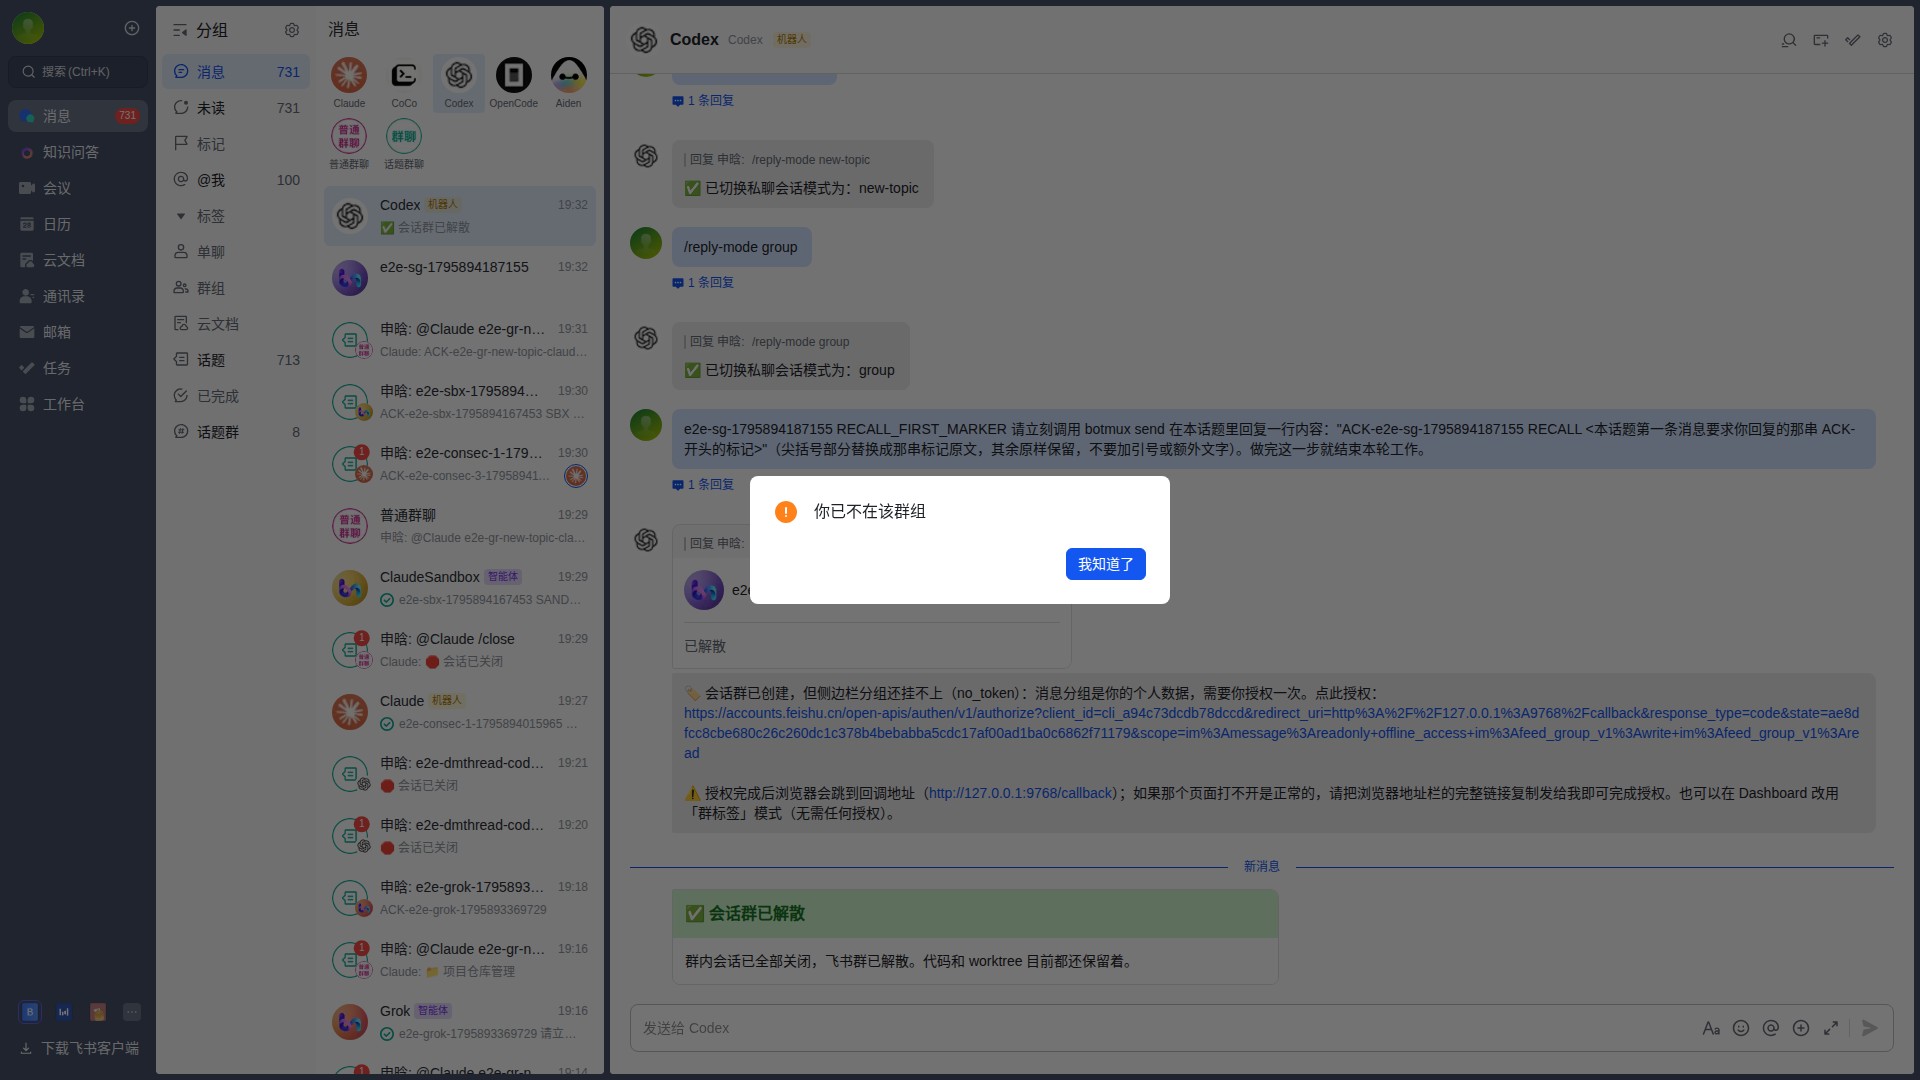 搜索 (Ctrl+K)
消息
731
知识问答
会议
日历
云文档
通讯录
邮箱
任务
工作台
下载飞书客户端
分组
消息 731
未读 731
标记
@我 100
标签
单聊
群组
云文档
话题 713
已完成
话题群 8
消息
Claude
CoCo
Codex
OpenCode
Aiden
普通群聊
普通群聊
群聊
话题群聊
Codex 机器人 19:32
✅ 会话群已解散
e2e-sg-1795894187155 19:32
申晗: @Claude e2e-gr-n... 19:31
Claude: ACK-e2e-gr-new-topic-claud...
申晗: e2e-sbx-1795894... 19:30
ACK-e2e-sbx-1795894167453 SBX ...
1
申晗: e2e-consec-1-179... 19:30
ACK-e2e-consec-3-17958941...
普通群聊
普通群聊 19:29
申晗: @Claude e2e-gr-new-topic-cla...
ClaudeSandbox 智能体 19:29
e2e-sbx-1795894167453 SAND...
1
申晗: @Claude /close 19:29
Claude: 🛑 会话已关闭
Claude 机器人 19:27
e2e-consec-1-1795894015965 ...
申晗: e2e-dmthread-cod... 19:21
🛑 会话已关闭
1
申晗: e2e-dmthread-cod... 19:20
🛑 会话已关闭
申晗: e2e-grok-1795893... 19:18
ACK-e2e-grok-1795893369729
1
申晗: @Claude e2e-gr-n... 19:16
Claude: 📁 项目仓库管理
Grok 智能体 19:16
e2e-grok-1795893369729 请立...
1
申晗: @Claude e2e-gr-n... 19:14
Codex Codex 机器人
1 条回复
回复 申晗: /reply-mode new-topic
✅ 已切换私聊会话模式为：new-topic
/reply-mode group
1 条回复
回复 申晗: /reply-mode group
✅ 已切换私聊会话模式为：group
e2e-sg-1795894187155 RECALL_FIRST_MARKER 请立刻调用 botmux send 在本话题里回复一行内容："ACK-e2e-sg-1795894187155 RECALL <本话题第一条消息要求你回复的那串 ACK-
开头的标记>"（尖括号部分替换成那串标记原文，其余原样保留，不要加引号或额外文字）。做完这一步就结束本轮工作。
1 条回复
回复 申晗:
e2e
已解散
你已不在该群组
我知道了
🏷️ 会话群已创建，但侧边栏分组还挂不上（no_token）：消息分组是你的个人数据，需要你授权一次。点此授权：
https://accounts.feishu.cn/open-apis/authen/v1/authorize?client_id=cli_a94c73dcdb78dccd&redirect_uri=http%3A%2F%2F127.0.0.1%3A9768%2Fcallback&response_type=code&state=ae8d
fcc8cbe680c26c260dc1c378b4bebabba5cdc17af00ad1ba0c6862f71179&scope=im%3Amessage%3Areadonly+offline_access+im%3Afeed_group_v1%3Awrite+im%3Afeed_group_v1%3Are
ad
⚠️ 授权完成后浏览器会跳到回调地址（http://127.0.0.1:9768/callback）；如果那个页面打不开是正常的，请把浏览器地址栏的完整链接复制发给我即可完成授权。也可以在 Dashboard 改用
「群标签」模式（无需任何授权）。
新消息
✅ 会话群已解散
群内会话已全部关闭，飞书群已解散。代码和 worktree 目前都还保留着。
发送给 Codex